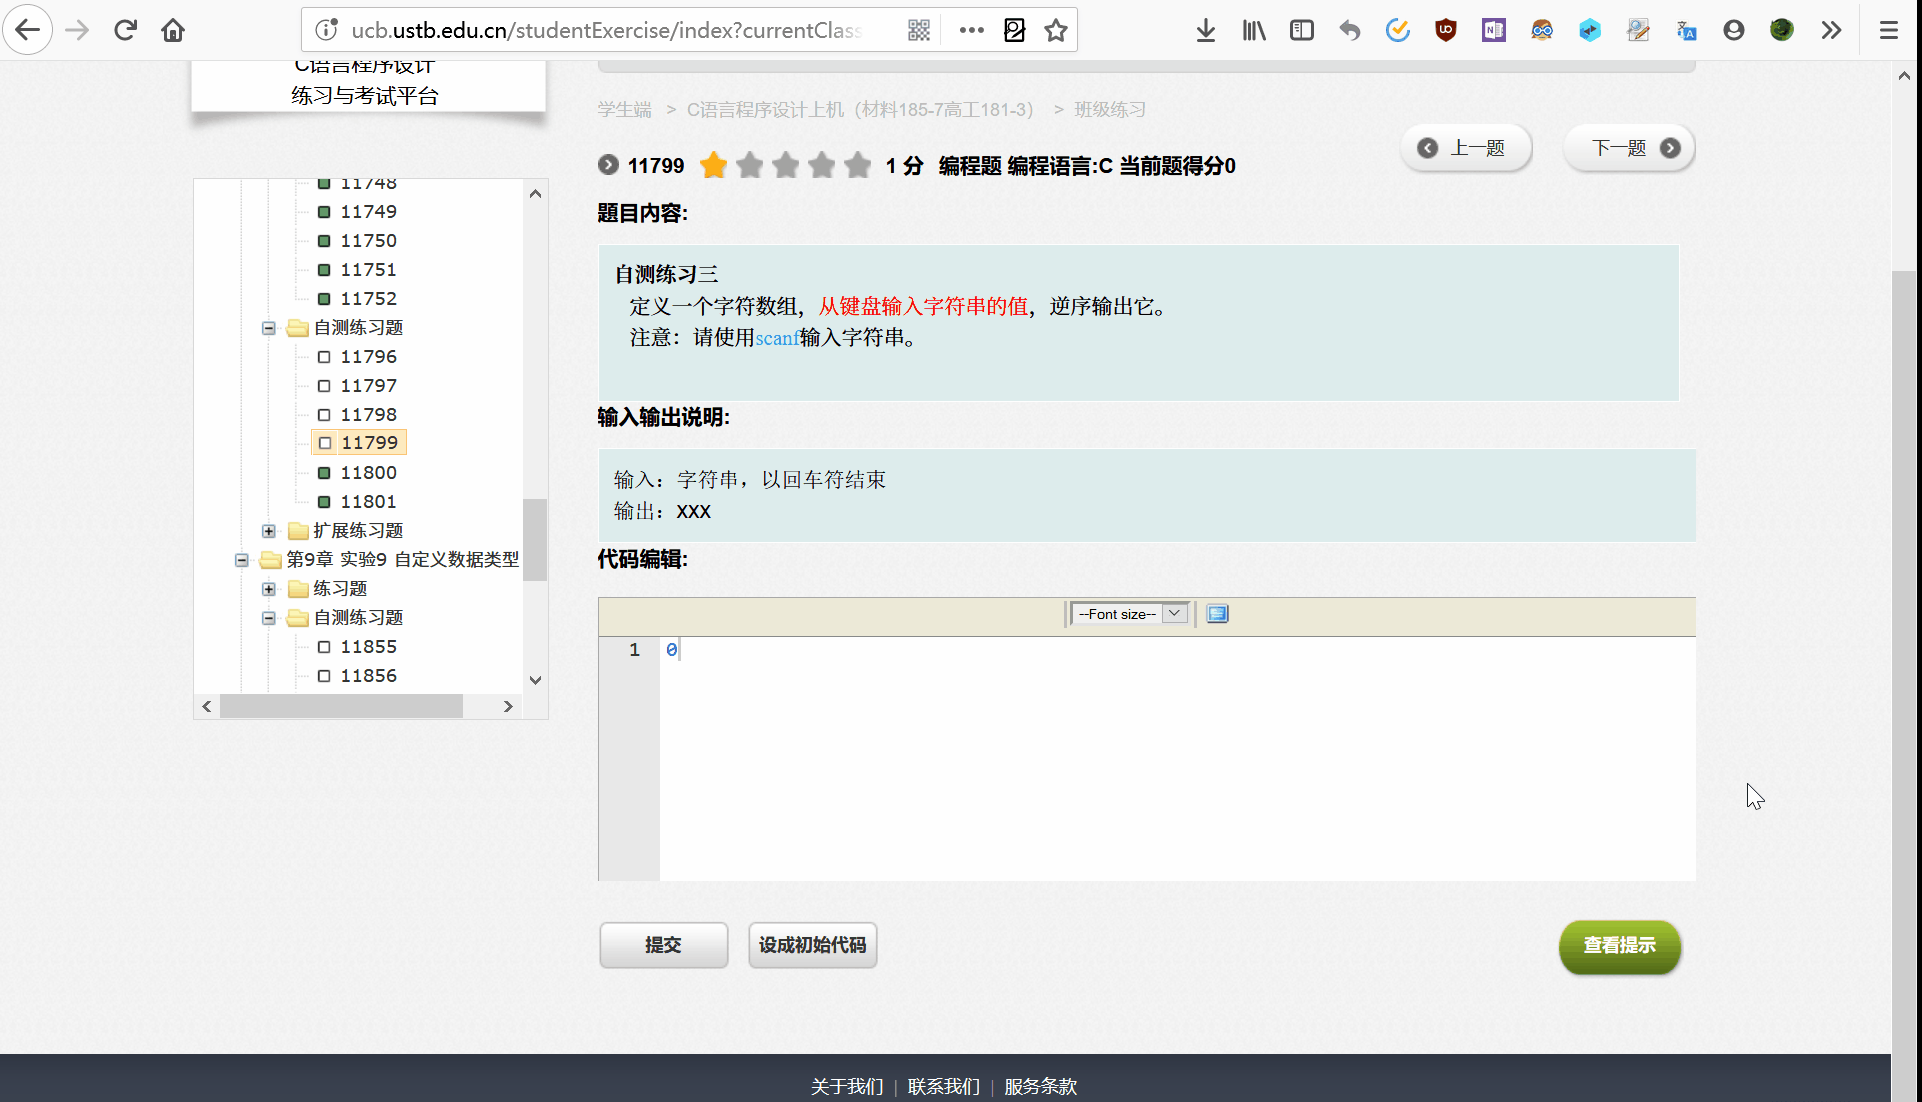 ucb.ustb.edu.cn/studentExercise/index?currentClass
C语言程序设计
练习与考试平台
11748
11749
11750
11751
11752
自测练习题
11796
11797
11798
11799
11800
11801
扩展练习题
第9章 实验9 自定义数据类型
练习题
自测练习题
11855
11856
学生端 > C语言程序设计上机（材料185-7高工181-3） > 班级练习
上一题
下一题
11799 1 分 编程题 编程语言:C 当前题得分0
题目内容:
自测练习三
定义一个字符数组，从键盘输入字符串的值，逆序输出它。
注意：请使用scanf输入字符串。
输入输出说明:
输入：字符串，以回车符结束
输出：XXX
代码编辑:
--Font size--
1 0
提交
设成初始代码
查看提示
关于我们 | 联系我们 | 服务条款